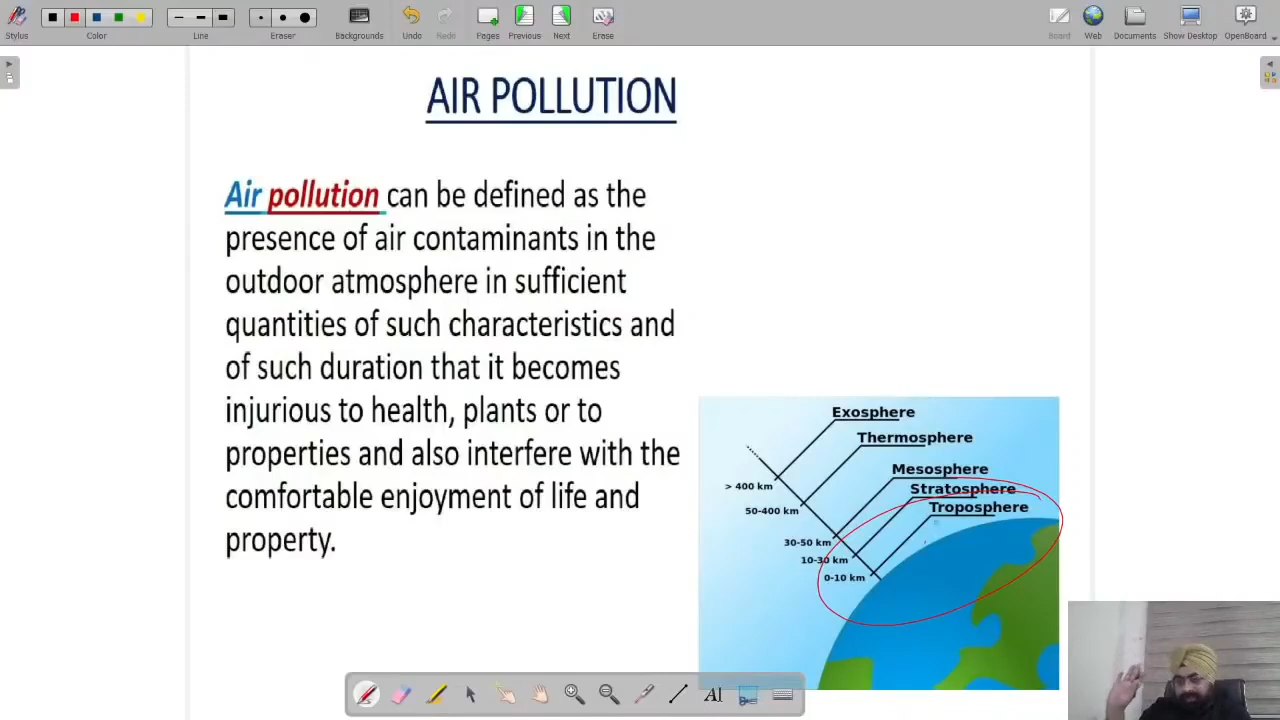 Stylus
Color
Line
Eraser
Backgrounds
Undo
Redo
Pages
Previous
Next
Erase
Board
Web
Documents
Show Desktop
OpenBoard
AIR POLLUTION
Air pollution can be defined as the
presence of air contaminants in the
outdoor atmosphere in sufficient
quantities of such characteristics and
of such duration that it becomes
injurious to health, plants or to
properties and also interfere with the
comfortable enjoyment of life and
property.
Exosphere
Thermosphere
Mesosphere
Stratosphere
Troposphere
> 400 km
50-400 km
30-50 km
10-30 km
0-10 km
AI